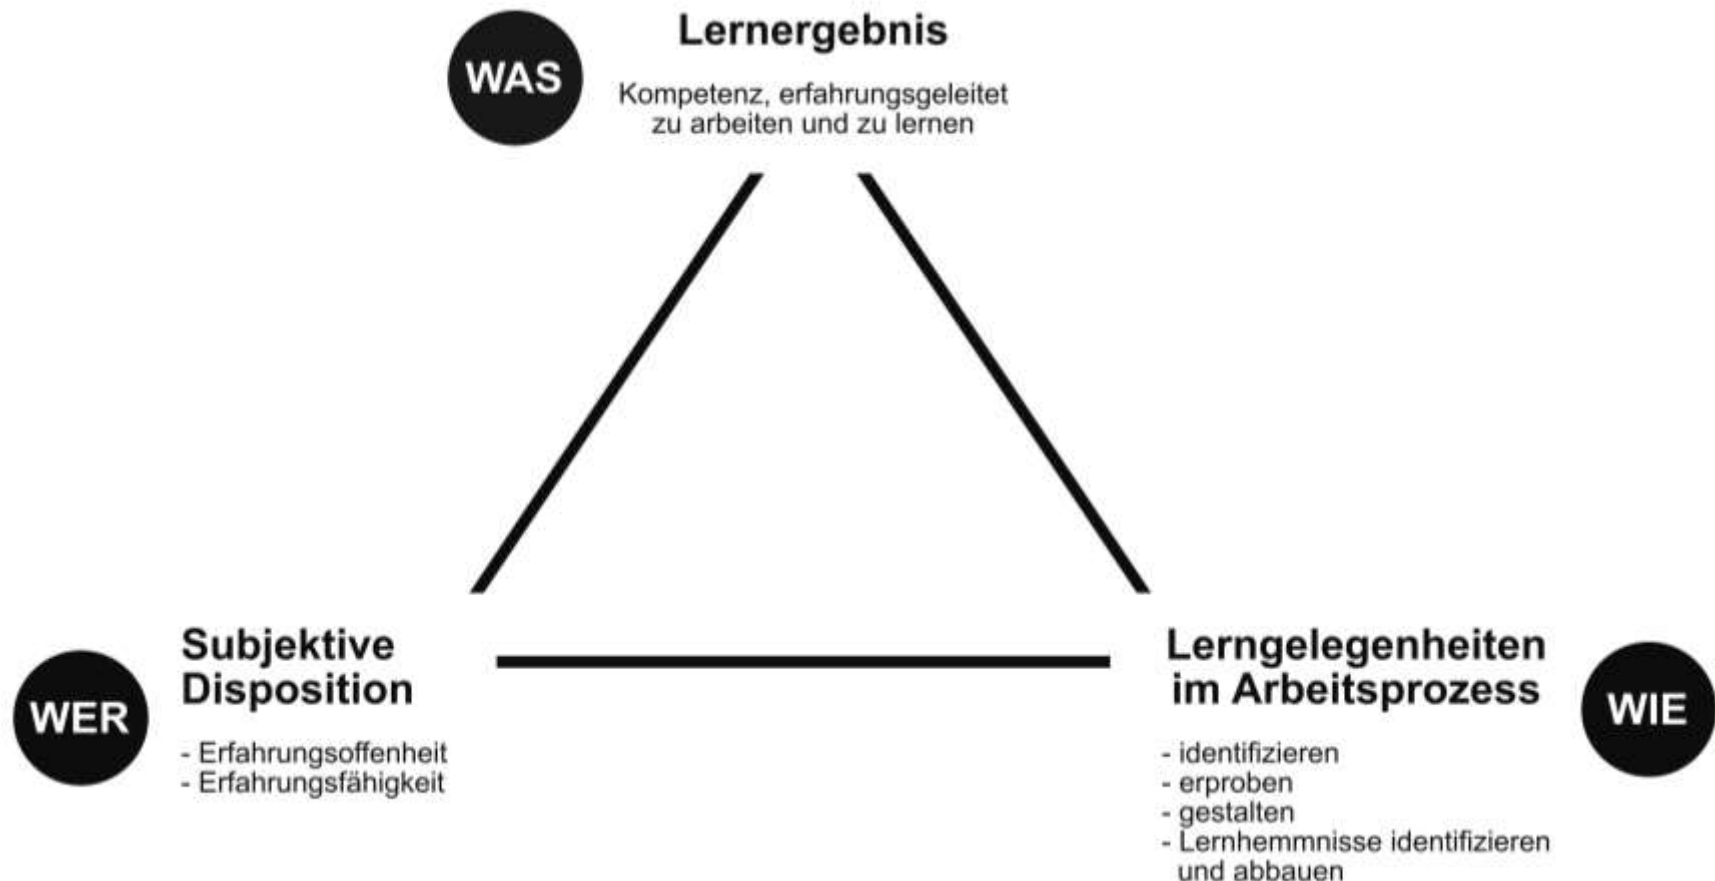 WAS
Lernergebnis
Kompetenz, erfahrungsgeleitet
zu arbeiten und zu lernen
WER
Subjektive
Disposition
- Erfahrungsoffenheit
- Erfahrungsfähigkeit
Lerngelegenheiten
im Arbeitsprozess
- identifizieren
- erproben
- gestalten
- Lernhemmnisse identifizieren
und abbauen
WIE